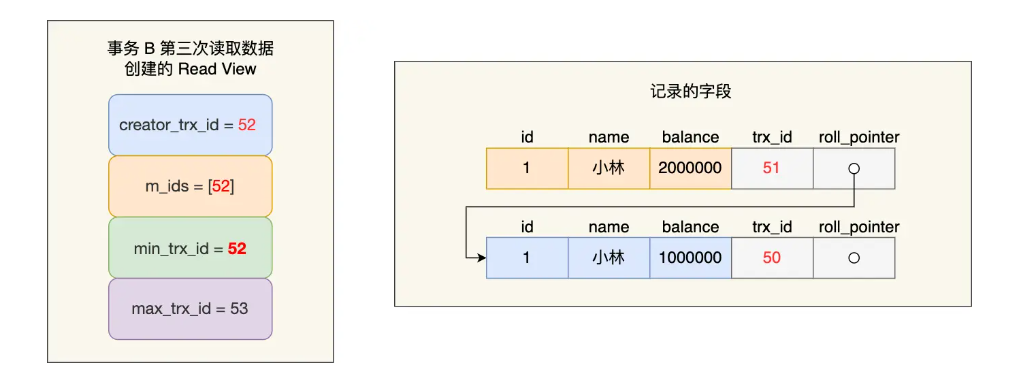 事务 B 第三次读取数据
创建的 Read View
creator_trx_id = 52
m_ids = [52]
min_trx_id = 52
max_trx_id = 53
记录的字段
id name balance trx_id roll_pointer
1 小林 2000000 51
id name balance trx_id roll_pointer
1 小林 1000000 50